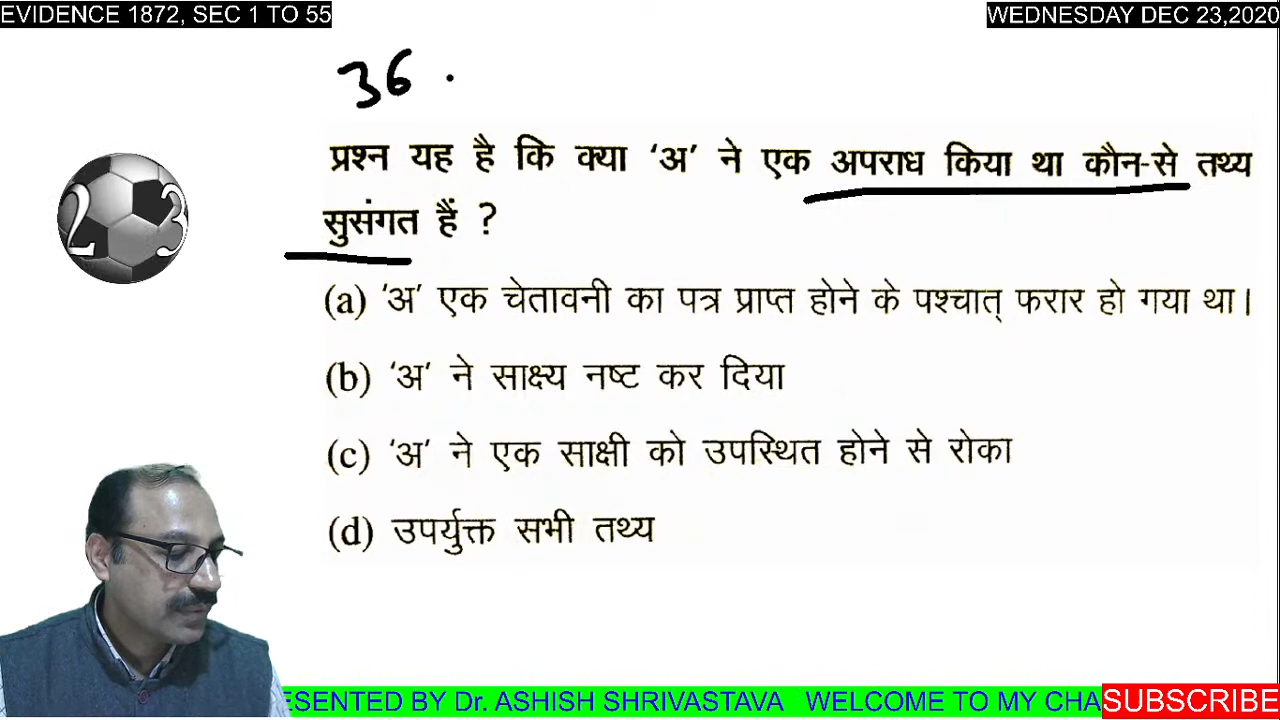 EVIDENCE 1872, SEC 1 TO 55
WEDNESDAY DEC 23,2020
36.
23
प्रश्न यह है कि क्या ‘अ’ ने एक अपराध किया था कौन-से तथ्य
सुसंगत हैं ?
(a) ‘अ’ एक चेतावनी का पत्र प्राप्त होने के पश्चात् फरार हो गया था।
(b) ‘अ’ ने साक्ष्य नष्ट कर दिया
(c) ‘अ’ ने एक साक्षी को उपस्थित होने से रोका
(d) उपर्युक्त सभी तथ्य
ESENTED BY Dr. ASHISH SHRIVASTAVA WELCOME TO MY CHA
SUBSCRIBE